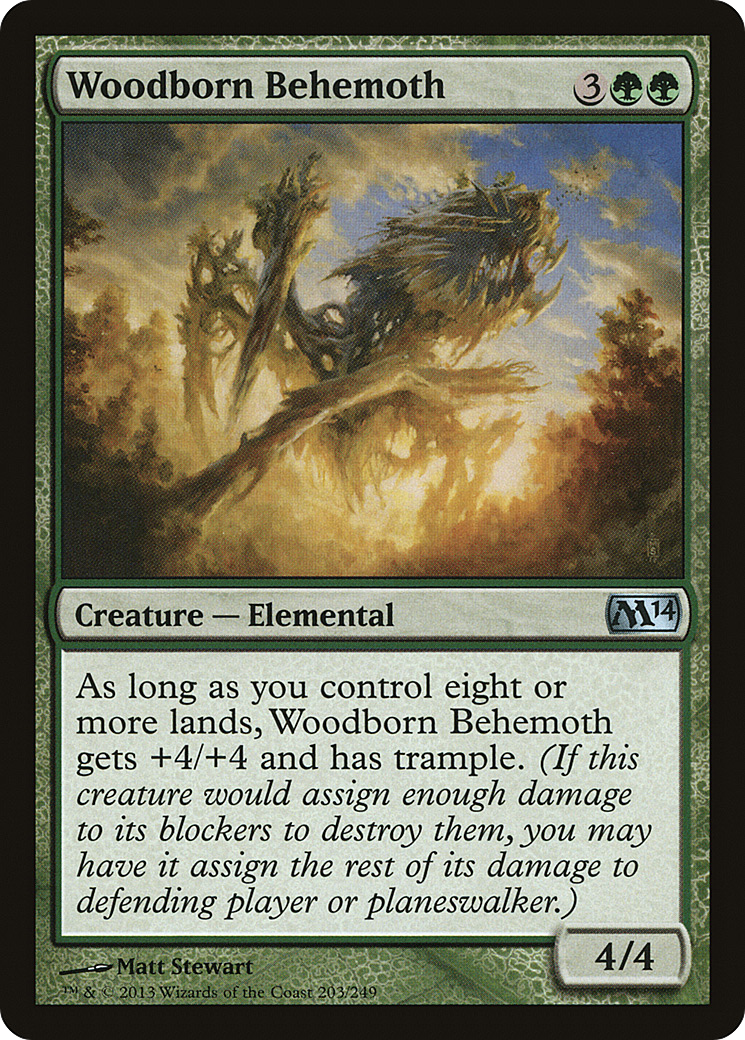 Woodborn Behemoth 3
Creature — Elemental M14
As long as you control eight or
more lands, Woodborn Behemoth
gets +4/+4 and has trample. (If this
creature would assign enough damage
to its blockers to destroy them, you may
have it assign the rest of its damage to
defending player or planeswalker.)
4/4
Matt Stewart
™ & © 2013 Wizards of the Coast 203/249